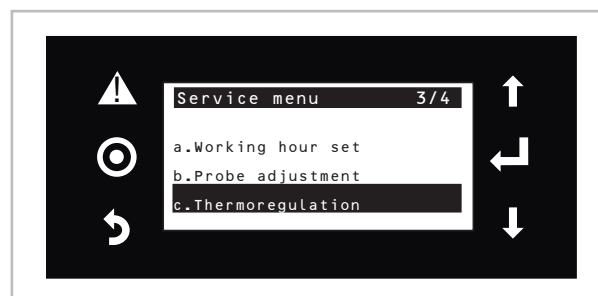 Service menu 3/4
a.Working hour set
b.Probe adjustment
c.Thermoregulation